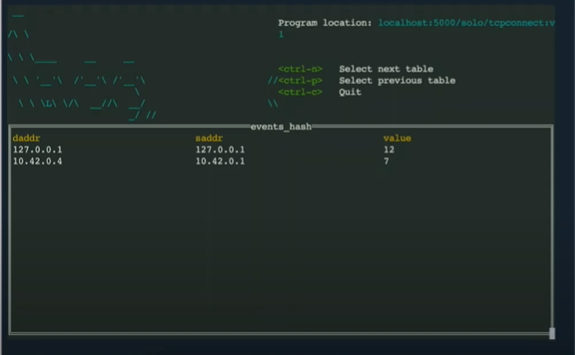 Program location: localhost:5000/solo/tcpconnect:v
1
<ctrl-n> Select next table
<ctrl-p> Select previous table
<ctrl-c> Quit
events_hash
daddr saddr value
127.0.0.1 127.0.0.1 12
10.42.0.4 10.42.0.1 7